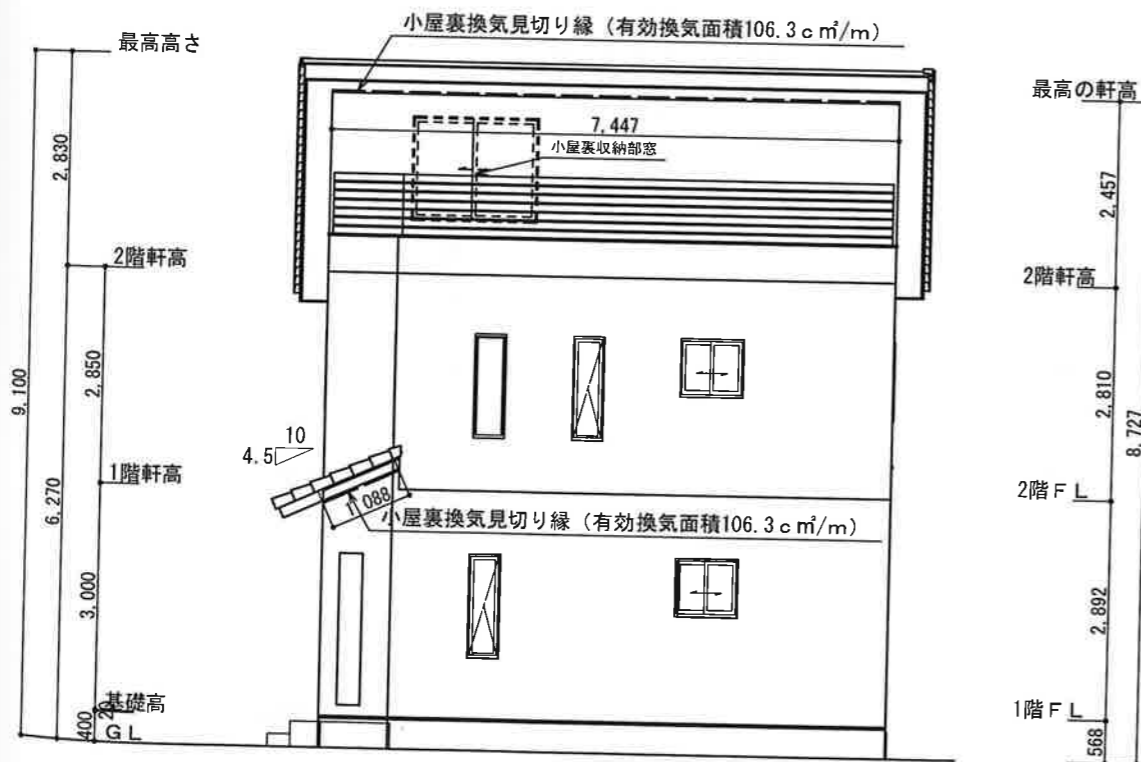 小屋裏換気見切り縁（有効換気面積106.3c㎡/m）
最高高さ
最高の軒高
7,447
小屋裏収納部窓
2,830
2,457
2階軒高
2階軒高
9,100
2,850
2,810
8,727
10
4.5
1階軒高
1,088
2階ＦＬ
6,270
小屋裏換気見切り縁（有効換気面積106.3c㎡/m）
3,000
2,892
基礎高
20
1階ＦＬ
400
ＧＬ
568